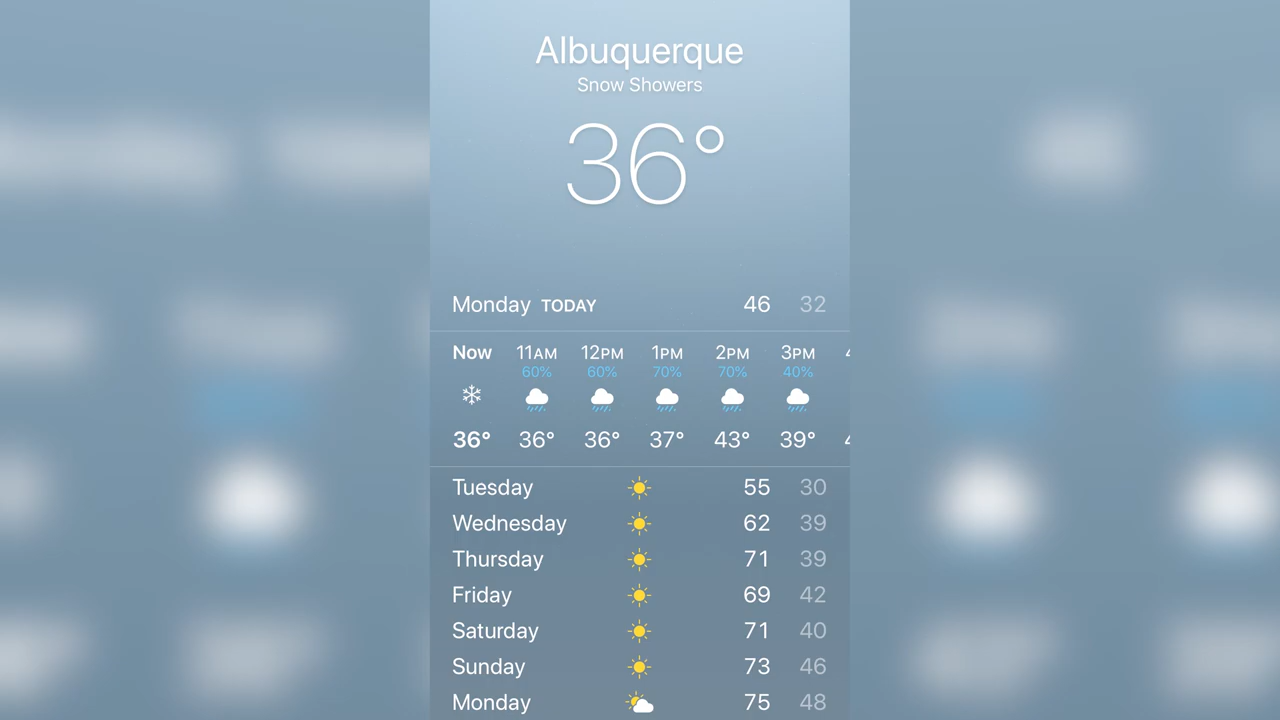 Albuquerque
Snow Showers
36°
Monday TODAY 46 32
Now 11AM 12PM 1PM 2PM 3PM
60% 60% 70% 70% 40%
36° 36° 36° 37° 43° 39°
Tuesday 55 30
Wednesday 62 39
Thursday 71 39
Friday 69 42
Saturday 71 40
Sunday 73 46
Monday 75 48